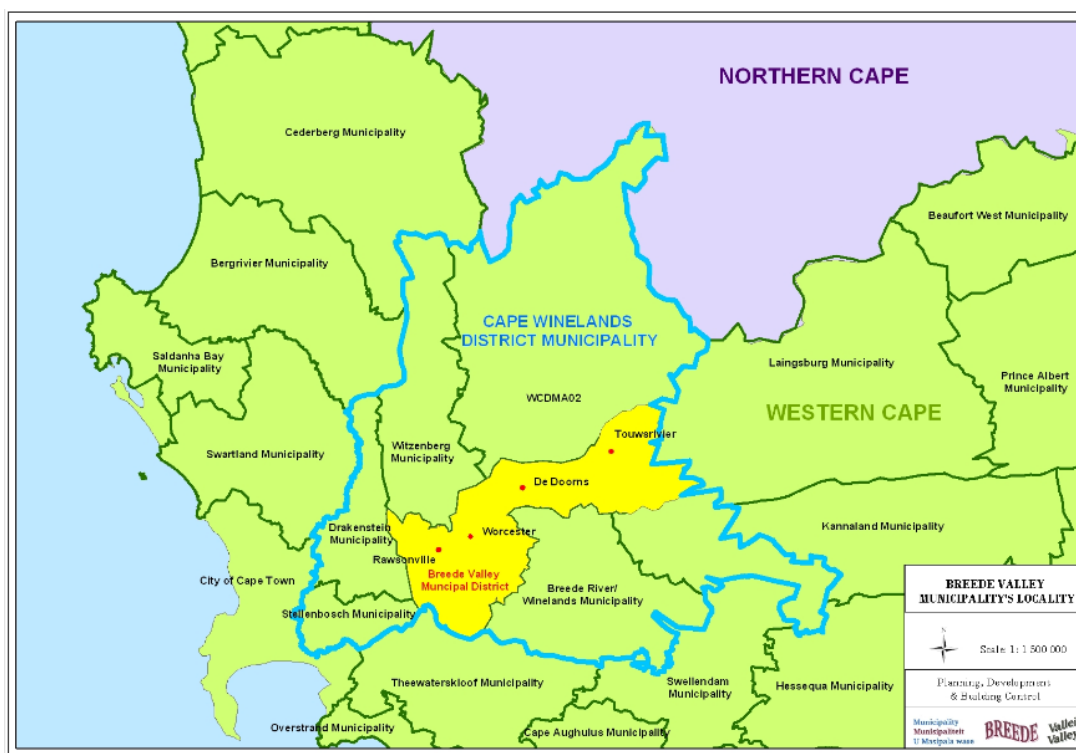 NORTHERN CAPE
Cederberg Municipality
Beaufort West Municipality
Bergrivier Municipality
CAPE WINELANDS
DISTRICT MUNICIPALITY
Saldanha Bay
Municipality
Laingsburg Municipality
Prince Albert
Municipality
WCDMA02
WESTERN CAPE
Touwsrivier
Witzenberg
Municipality
Swartland Municipality
De Doorns
Drakenstein
Municipality
Worcester
Kannaland Municipality
Rawsonville
City of Cape Town
Breede Valley
Muncipal District
Breede River/
Winelands Municipality
Stellenbosch Municipality
Theewaterskloof Municipality
Swellendam
Municipality
Hessequa Municipality
Overstrand Municipality
Cape Aughulus Municipality
BREEDE VALLEY
MUNICIPALITY'S LOCALITY
Scale: 1: 1 500 000
Planning, Development
& Building Control
Municipality
Munisipaliteit
U Masipala wase
BREEDE
Vallei
Valley